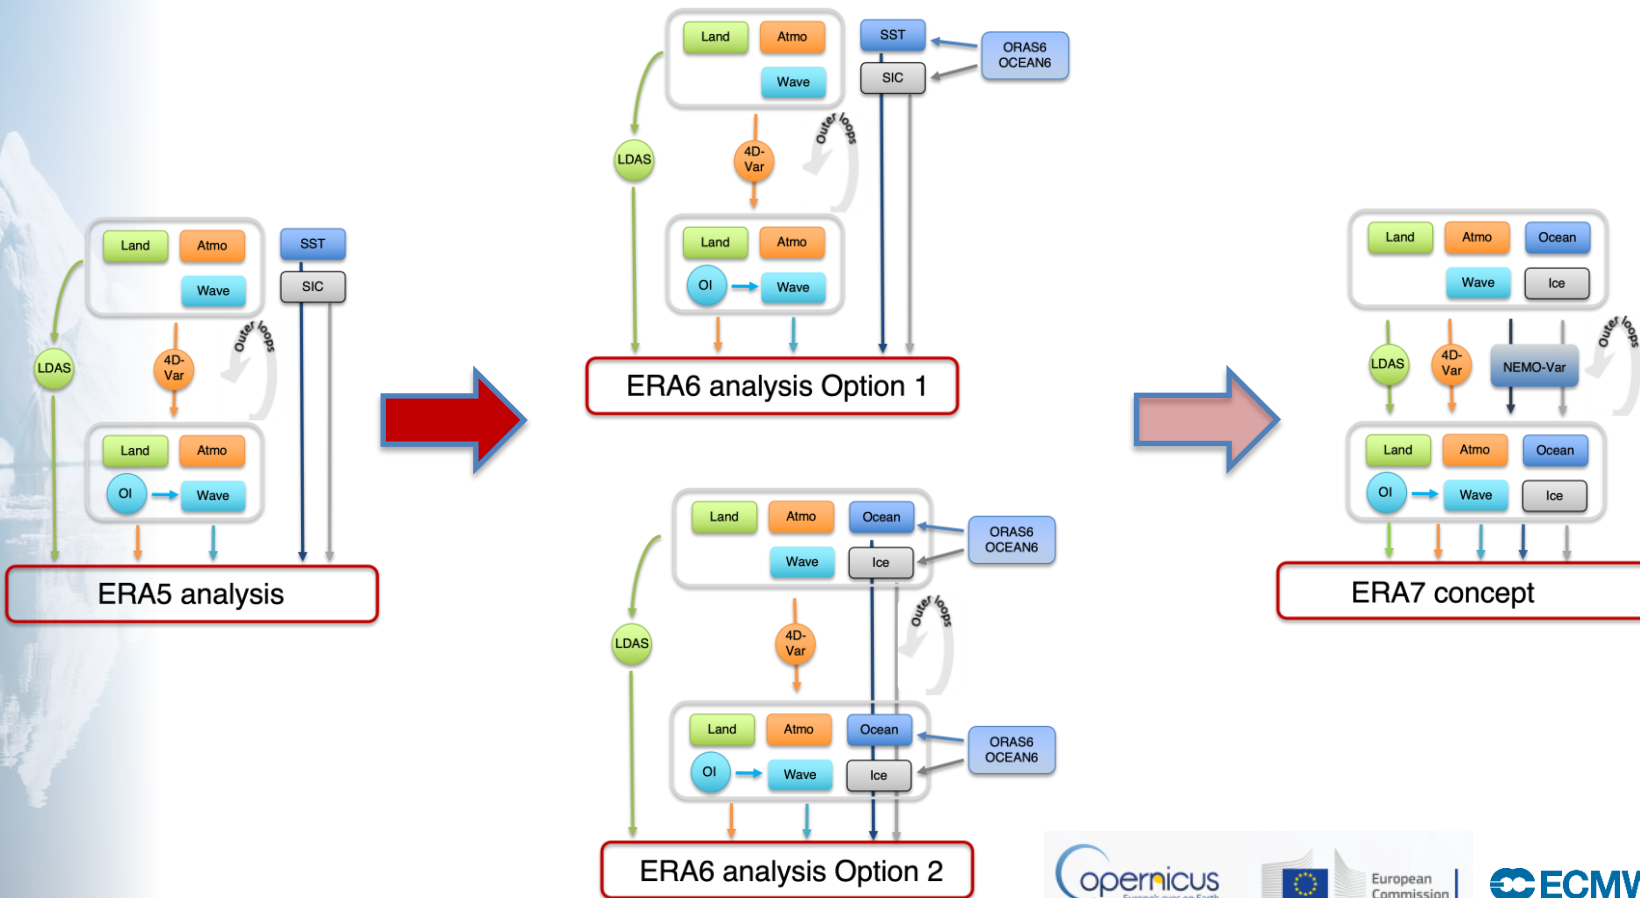 Land
Atmo
SST
Wave
SIC
LDAS
4D-
Var
Outer loops
Land
Atmo
OI
Wave
ERA5 analysis
Land
Atmo
SST
ORAS6
OCEAN6
Wave
SIC
LDAS
4D-
Var
Outer loops
Land
Atmo
OI
Wave
ERA6 analysis Option 1
Land
Atmo
Ocean
ORAS6
OCEAN6
Wave
Ice
LDAS
4D-
Var
Outer loops
Land
Atmo
Ocean
ORAS6
OCEAN6
OI
Wave
Ice
ERA6 analysis Option 2
Land
Atmo
Ocean
Wave
Ice
LDAS
4D-
Var
NEMO-Var
Outer loops
Land
Atmo
Ocean
OI
Wave
Ice
ERA7 concept
Copernicus
European
Commission
ECMW